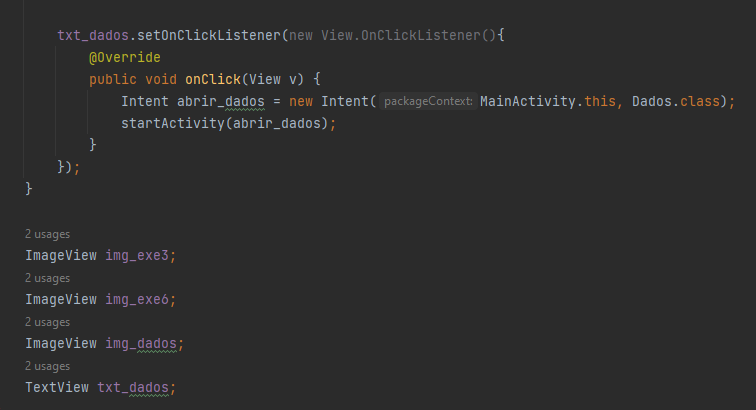 txt_dados.setOnClickListener(new View.OnClickListener(){
@Override
public void onClick(View v) {
Intent abrir_dados = new Intent( packageContext: MainActivity.this, Dados.class);
startActivity(abrir_dados);
}
});
}
2 usages
ImageView img_exe3;
2 usages
ImageView img_exe6;
2 usages
ImageView img_dados;
2 usages
TextView txt_dados;